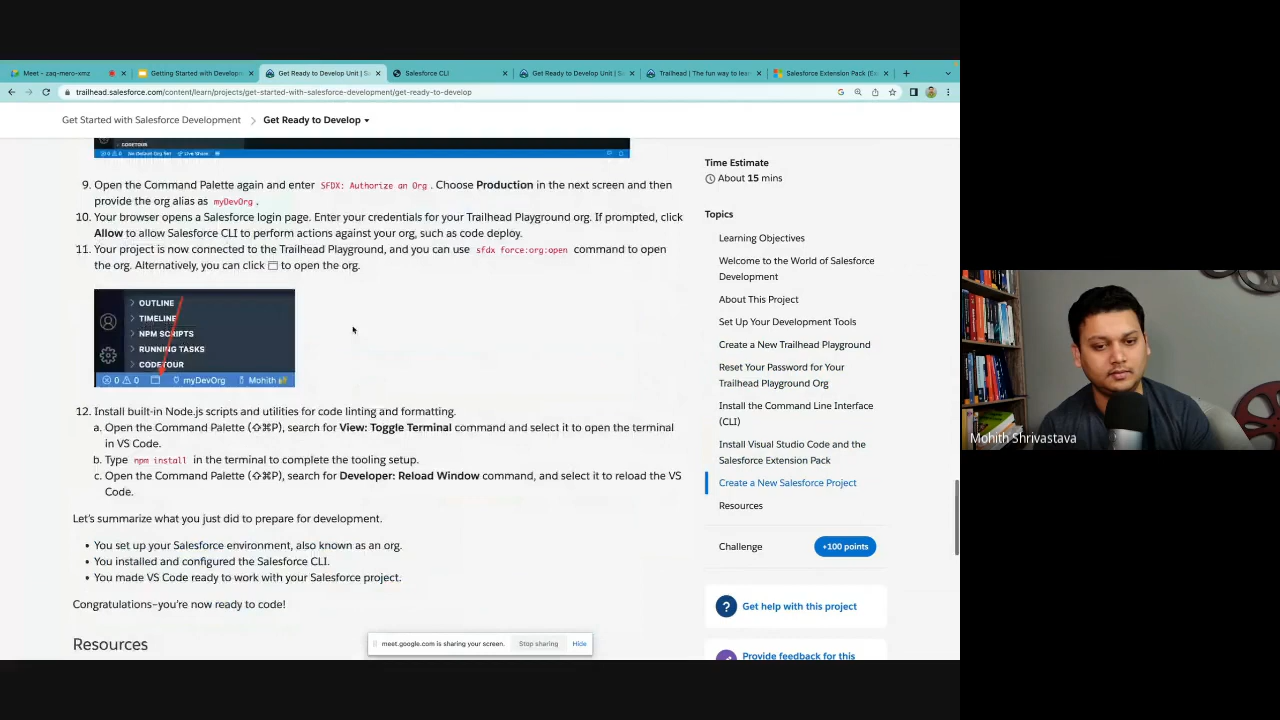 Meet - zaq-mero-xmz
Getting Started with Developm
Get Ready to Develop Unit | Sa
Salesforce CLI
Get Ready to Develop Unit | Sa
Trailhead | The fun way to lear
Salesforce Extension Pack (Ex
trailhead.salesforce.com/content/learn/projects/get-started-with-salesforce-development/get-ready-to-develop
Get Started with Salesforce Development > Get Ready to Develop
CODETOUR
0 0 No Default Org Set Live Share
9. Open the Command Palette again and enter SFDX: Authorize an Org. Choose Production in the next screen and then
provide the org alias as myDevOrg.
10. Your browser opens a Salesforce login page. Enter your credentials for your Trailhead Playground org. If prompted, click
Allow to allow Salesforce CLI to perform actions against your org, such as code deploy.
11. Your project is now connected to the Trailhead Playground, and you can use sfdx force:org:open command to open
the org. Alternatively, you can click to open the org.
OUTLINE
TIMELINE
NPM SCRIPTS
RUNNING TASKS
CODETOUR
0 0 myDevOrg Mohith
12. Install built-in Node.js scripts and utilities for code linting and formatting.
a. Open the Command Palette (⇧⌘P), search for View: Toggle Terminal command and select it to open the terminal
in VS Code.
b. Type npm install in the terminal to complete the tooling setup.
c. Open the Command Palette (⇧⌘P), search for Developer: Reload Window command, and select it to reload the VS
Code.
Let's summarize what you just did to prepare for development.
• You set up your Salesforce environment, also known as an org.
• You installed and configured the Salesforce CLI.
• You made VS Code ready to work with your Salesforce project.
Congratulations–you're now ready to code!
Resources
meet.google.com is sharing your screen. Stop sharing Hide
Time Estimate
About 15 mins
Topics
Learning Objectives
Welcome to the World of Salesforce
Development
About This Project
Set Up Your Development Tools
Create a New Trailhead Playground
Reset Your Password for Your
Trailhead Playground Org
Install the Command Line Interface
(CLI)
Install Visual Studio Code and the
Salesforce Extension Pack
Create a New Salesforce Project
Resources
Challenge +100 points
Get help with this project
Provide feedback for this
Mohith Shrivastava